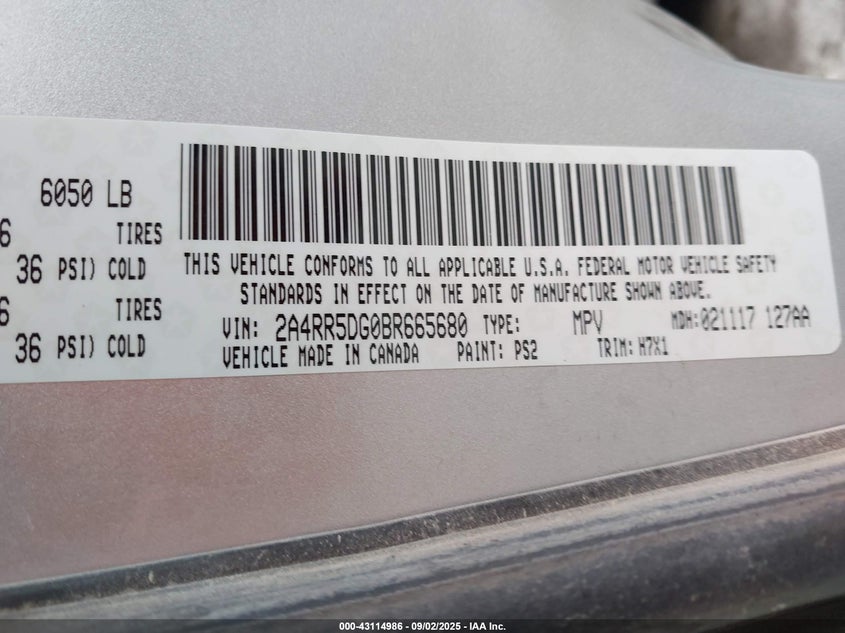 6050 LB
6 TIRES
36 PSI) COLD
6 TIRES
36 PSI) COLD
THIS VEHICLE CONFORMS TO ALL APPLICABLE U.S.A. FEDERAL MOTOR VEHICLE SAFETY
STANDARDS IN EFFECT ON THE DATE OF MANUFACTURE SHOWN ABOVE.
VIN: 2A4RR5DG0BR665680 TYPE: MPV MDH:021117 127AA
VEHICLE MADE IN CANADA PAINT: PS2 TRIM: H7X1
000-43114986 - 09/02/2025 - IAA Inc.